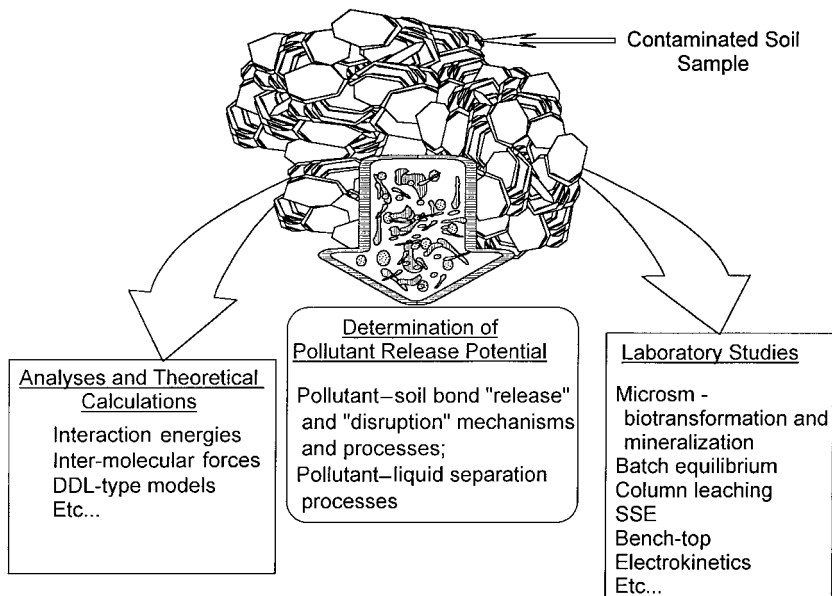 Contaminated Soil
Sample
Analyses and Theoretical
Calculations
Interaction energies
Inter-molecular forces
DDL-type models
Etc...
Determination of
Pollutant Release Potential
Pollutant–soil bond "release"
and "disruption" mechanisms
and processes;
Pollutant–liquid separation
processes
Laboratory Studies
Microsm -
biotransformation and
mineralization
Batch equilibrium
Column leaching
SSE
Bench-top
Electrokinetics
Etc...